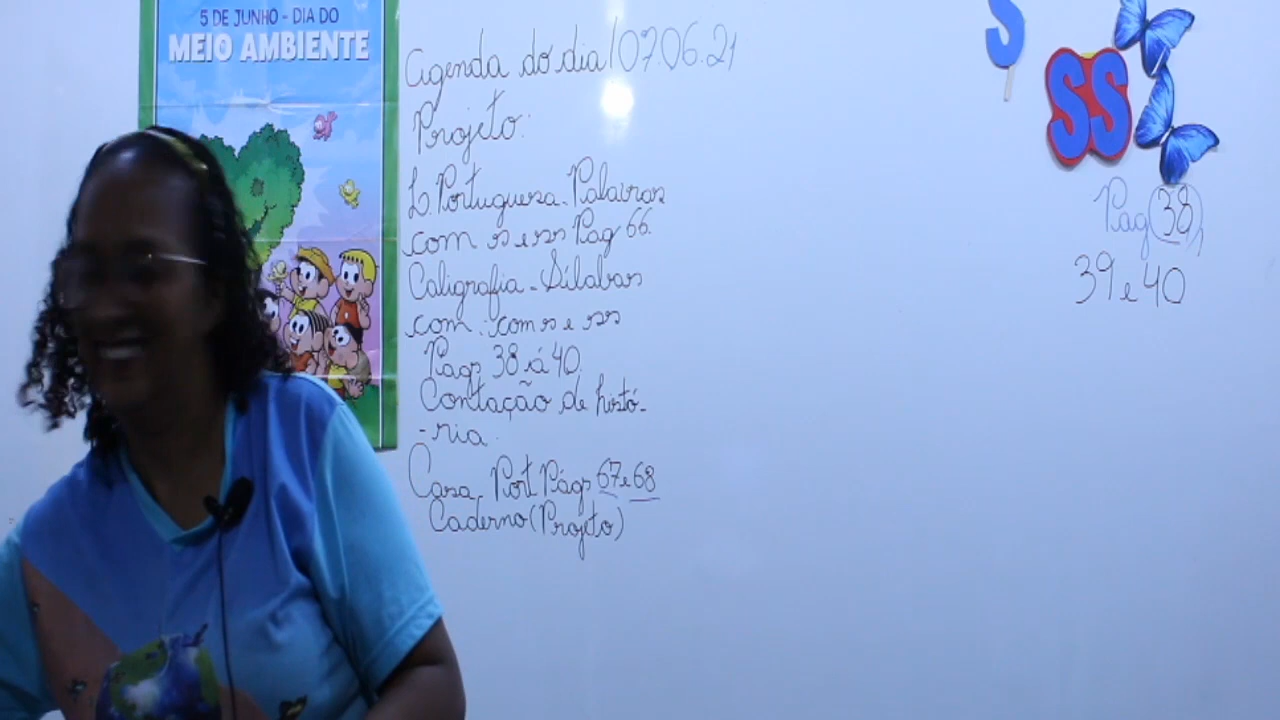 5 DE JUNHO - DIA DO
MEIO AMBIENTE
Agenda do dia 07.06.21
Projeto:
L. Portuguesa - Palavras
com s e ss Pag 66.
Caligrafia - Sílabas
com: com s e ss
Pags 38 á 40.
Contação de histó-
-ria.
Casa Port Págs 67 e 68
Caderno (Projeto)
S
SS
Pag 38,
39 e 40